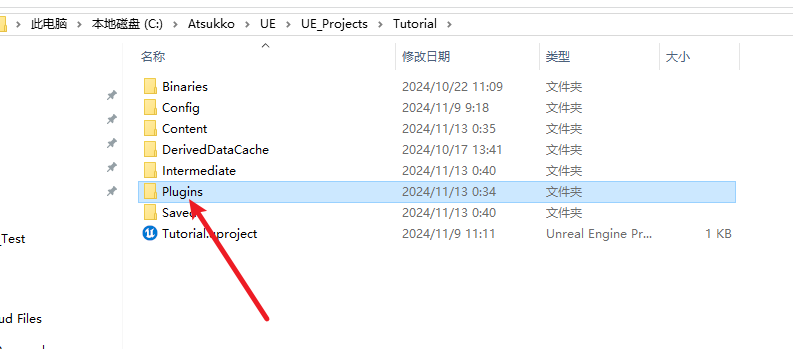 此电脑 > 本地磁盘 (C:) > Atsukko > UE > UE_Projects > Tutorial >
名称 修改日期 类型 大小
Binaries 2024/10/22 11:09 文件夹
Config 2024/11/9 9:18 文件夹
Content 2024/11/13 0:35 文件夹
DerivedDataCache 2024/10/17 13:41 文件夹
Intermediate 2024/11/13 0:40 文件夹
Plugins 2024/11/13 0:34 文件夹
Saved 2024/11/13 0:40 文件夹
_Test
Tutorial.uproject 2024/11/9 11:11 Unreal Engine Pr... 1 KB
ud Files